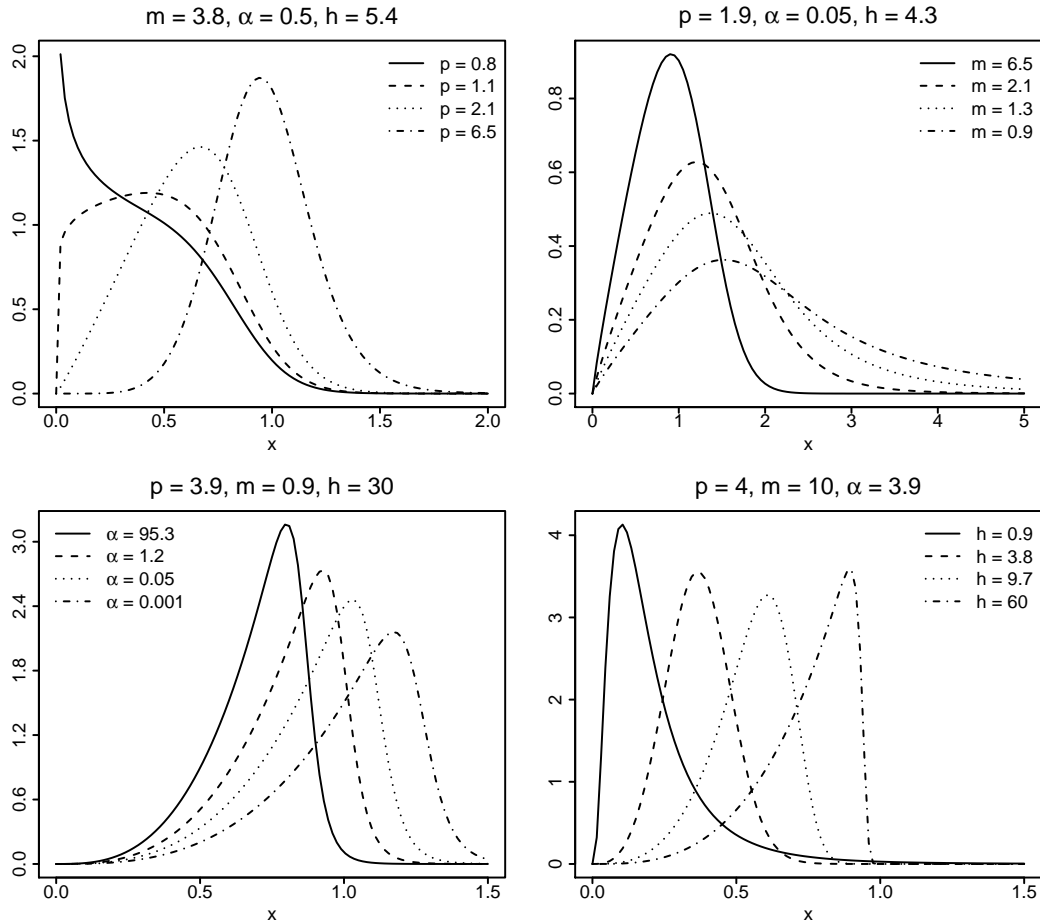 m = 3.8, α = 0.5, h = 5.4
p = 0.8
p = 1.1
p = 2.1
p = 6.5
0.0 0.5 1.0 1.5 2.0
0.0 0.5 1.0 1.5 2.0
x
p = 1.9, α = 0.05, h = 4.3
m = 6.5
m = 2.1
m = 1.3
m = 0.9
0.0 0.2 0.4 0.6 0.8
0 1 2 3 4 5
x
p = 3.9, m = 0.9, h = 30
α = 95.3
α = 1.2
α = 0.05
α = 0.001
0.0 0.6 1.2 1.8 2.4 3.0
0.0 0.5 1.0 1.5
x
p = 4, m = 10, α = 3.9
h = 0.9
h = 3.8
h = 9.7
h = 60
0 1 2 3 4
0.0 0.5 1.0 1.5
x